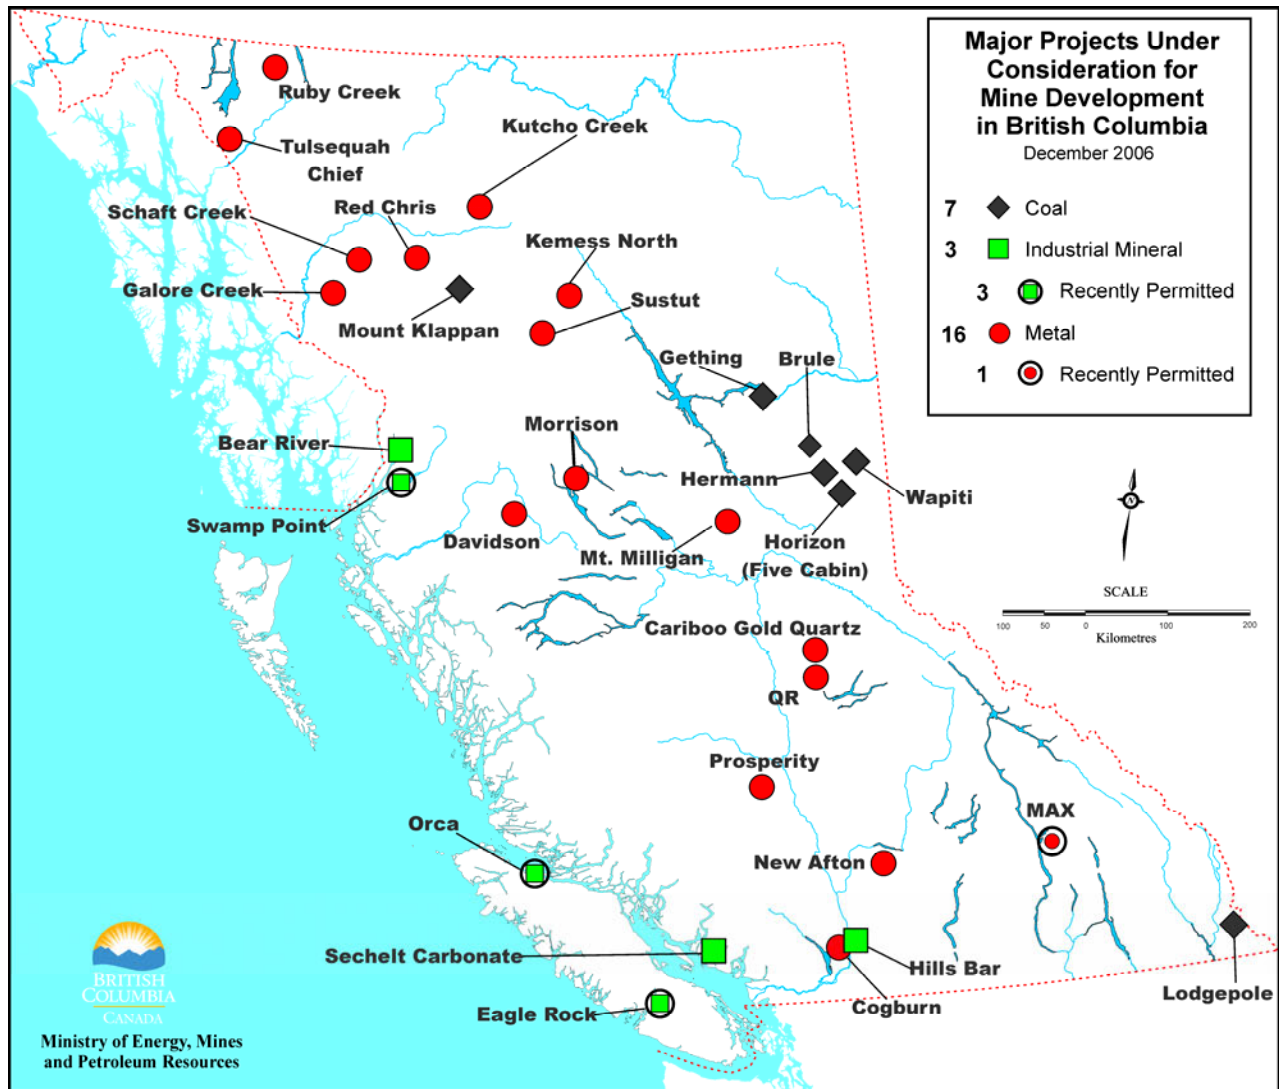 Major Projects Under
Consideration for
Mine Development
in British Columbia
December 2006
7 Coal
3 Industrial Mineral
3 Recently Permitted
16 Metal
1 Recently Permitted
N
SCALE
100 50 0 100 200
Kilometres
Ruby Creek
Kutcho Creek
Tulsequah
Chief
Schaft Creek
Red Chris
Kemess North
Galore Creek
Sustut
Mount Klappan
Gething
Brule
Morrison
Bear River
Hermann
Wapiti
Swamp Point
Davidson
Mt. Milligan
Horizon
(Five Cabin)
Cariboo Gold Quartz
QR
Prosperity
MAX
Orca
New Afton
Sechelt Carbonate
Hills Bar
Lodgepole
Cogburn
Eagle Rock
BRITISH
COLUMBIA
CANADA
Ministry of Energy, Mines
and Petroleum Resources